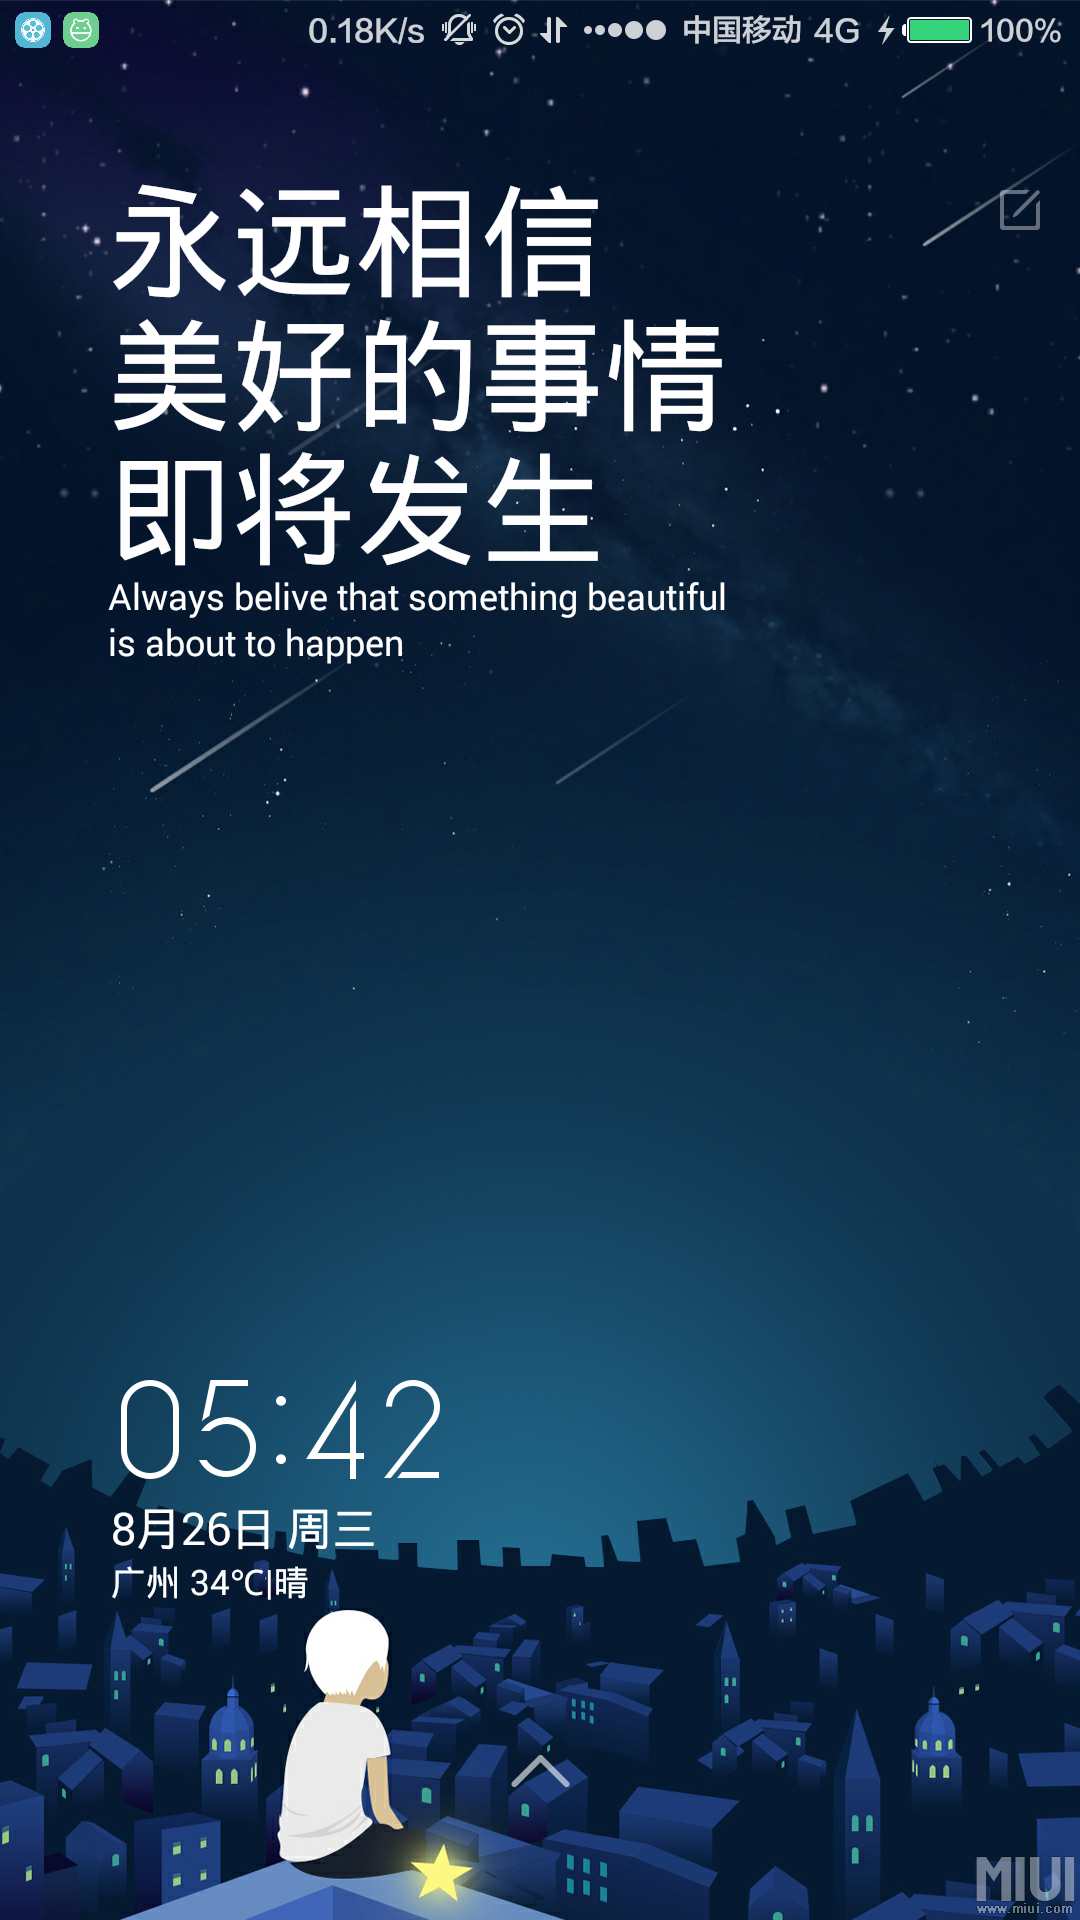 0.18K/s 中国移动 4G 100%
永远相信
美好的事情
即将发生
Always belive that something beautiful
is about to happen
05:42
8月26日 周三
广州 34℃|晴
MIUI
www.miui.com